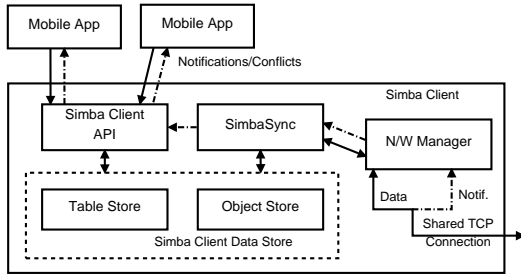 Mobile App
Mobile App
Notifications/Conflicts
Simba Client
Simba Client
API
SimbaSync
N/W Manager
Table Store
Object Store
Simba Client Data Store
Data
Notif.
Shared TCP
Connection